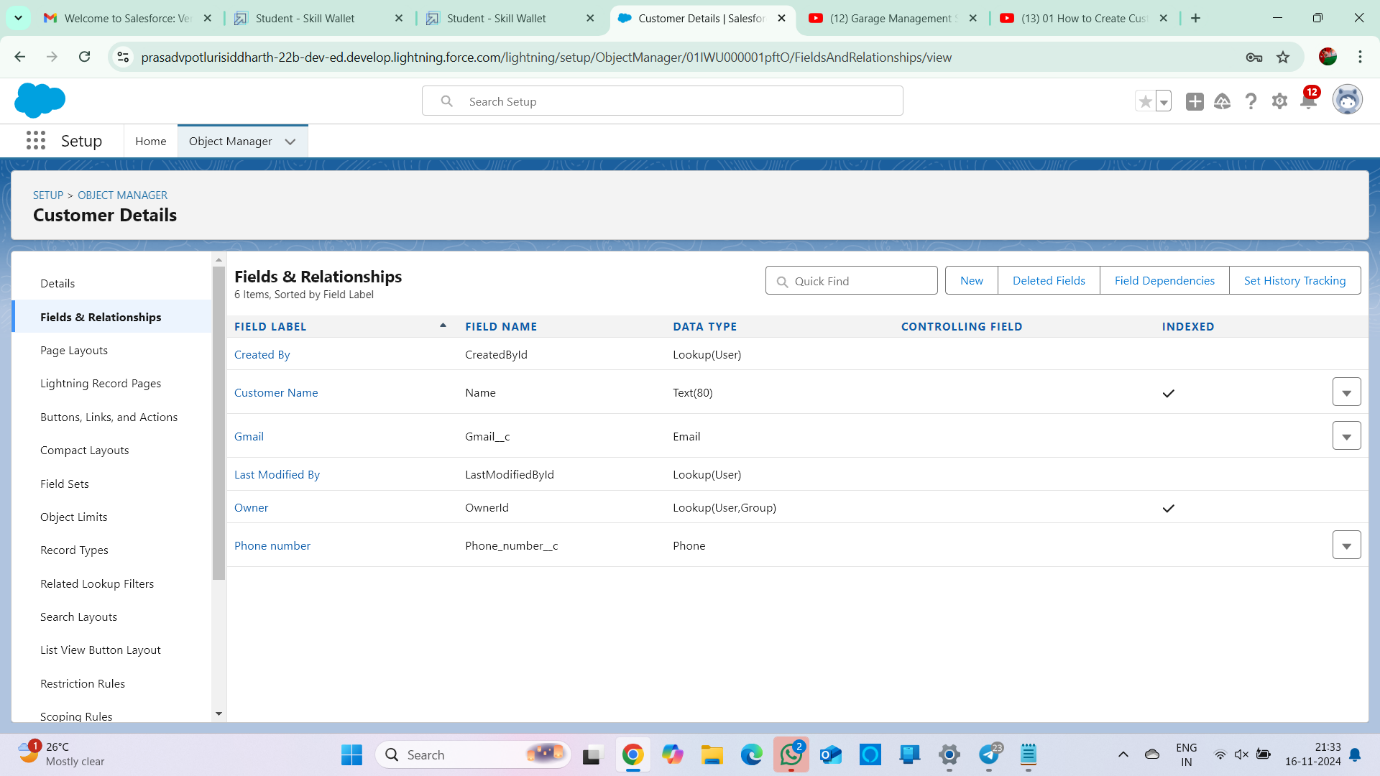 Welcome to Salesforce: Ve
Student - Skill Wallet
Student - Skill Wallet
Customer Details | Salesfor
(12) Garage Management S
(13) 01 How to Create Cus
prasadvpotlurisiddharth-22b-dev-ed.develop.lightning.force.com/lightning/setup/ObjectManager/01IWU000001pftO/FieldsAndRelationships/view
Search Setup
12
Setup
Home
Object Manager
SETUP > OBJECT MANAGER
Customer Details
Details
Fields & Relationships
Page Layouts
Lightning Record Pages
Buttons, Links, and Actions
Compact Layouts
Field Sets
Object Limits
Record Types
Related Lookup Filters
Search Layouts
List View Button Layout
Restriction Rules
Scoping Rules
Fields & Relationships
6 Items, Sorted by Field Label
Quick Find
New
Deleted Fields
Field Dependencies
Set History Tracking
FIELD LABEL FIELD NAME DATA TYPE CONTROLLING FIELD INDEXED
Created By CreatedById Lookup(User)
Customer Name Name Text(80)
Gmail Gmail__c Email
Last Modified By LastModifiedById Lookup(User)
Owner OwnerId Lookup(User,Group)
Phone number Phone_number__c Phone
1
26°C
Mostly clear
Search
2
23
ENG
IN
21:33
16-11-2024